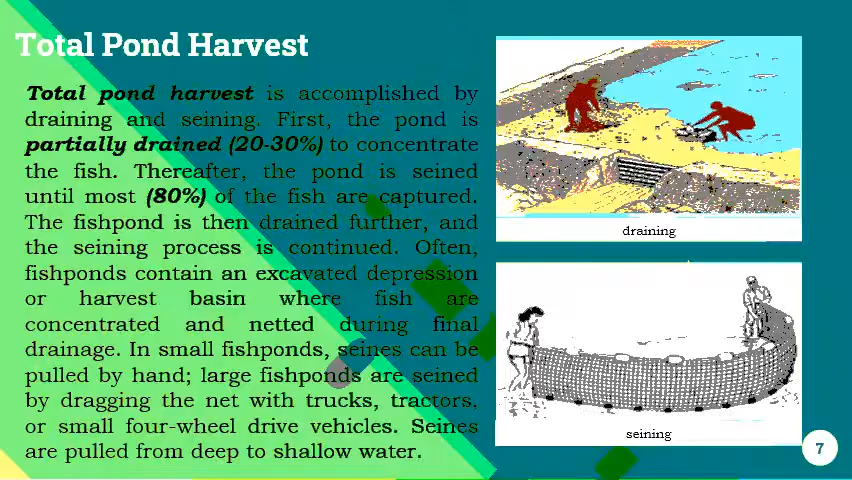 Total Pond Harvest
Total pond harvest is accomplished by
draining and seining. First, the pond is
partially drained (20-30%) to concentrate
the fish. Thereafter, the pond is seined
until most (80%) of the fish are captured.
The fishpond is then drained further, and
the seining process is continued. Often,
fishponds contain an excavated depression
or harvest basin where fish are
concentrated and netted during final
drainage. In small fishponds, seines can be
pulled by hand; large fishponds are seined
by dragging the net with trucks, tractors,
or small four-wheel drive vehicles. Seines
are pulled from deep to shallow water.
draining
seining
7